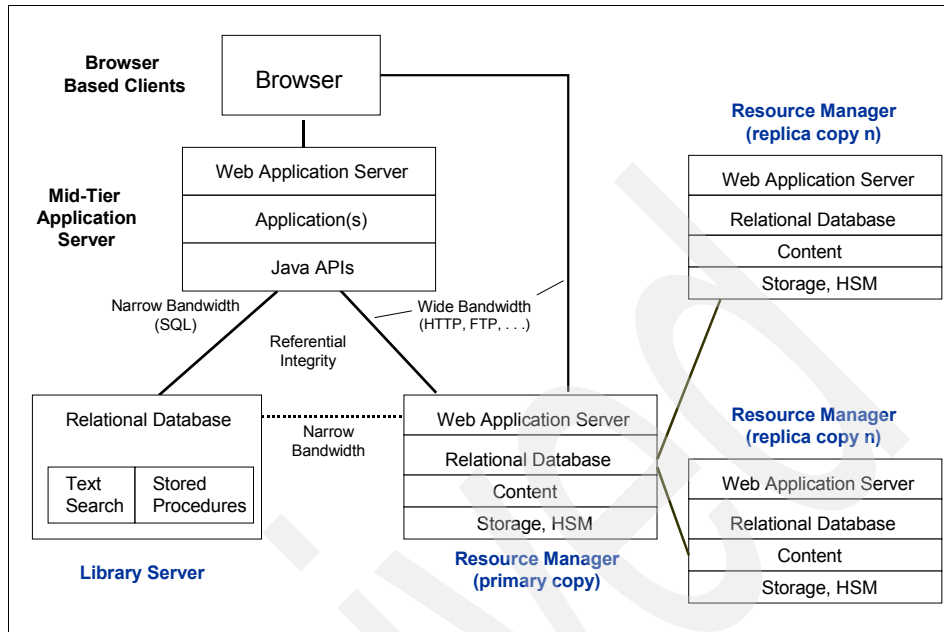 Browser
Based Clients
Browser
Web Application Server
Application(s)
Java APIs
Mid-Tier
Application
Server
Narrow Bandwidth
(SQL)
Referential
Integrity
Wide Bandwidth
(HTTP, FTP, . . .)
Relational Database
Text
Search
Stored
Procedures
Library Server
Narrow
Bandwidth
Web Application Server
Relational Database
Content
Storage, HSM
Resource Manager
(primary copy)
Resource Manager
(replica copy n)
Web Application Server
Relational Database
Content
Storage, HSM
Resource Manager
(replica copy n)
Web Application Server
Relational Database
Content
Storage, HSM